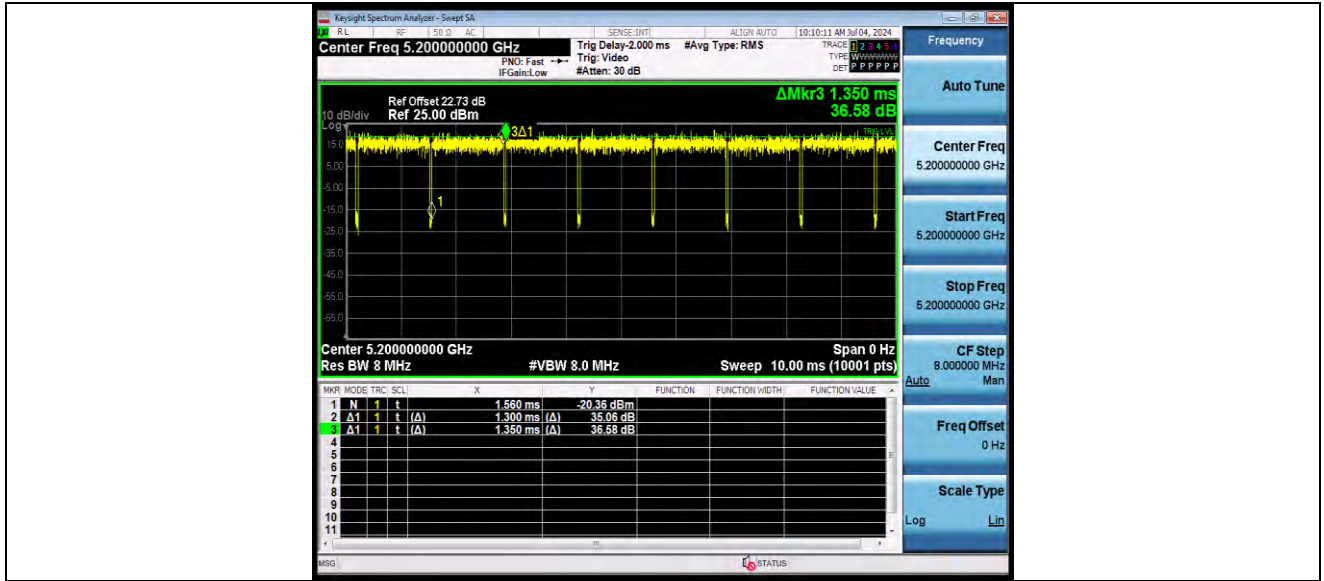 Keysight Spectrum Analyzer - Swept SA
RL RF 50 Ω AC SENSE:INT ALIGN AUTO 10:10:11 AM Jul 04, 2024
Center Freq 5.200000000 GHz
PNO: Fast
IFGain:Low
Trig Delay-2.000 ms
Trig: Video
#Atten: 30 dB
#Avg Type: RMS
TRACE 1 2 3 4 5 6
TYPE WWWWWW
DET P P P P P P
ΔMkr3 1.350 ms
36.58 dB
Ref Offset 22.73 dB
10 dB/div Ref 25.00 dBm
Log
3Δ1
TRIG LVL
15.0
5.00
-5.00
1
-15.0
-25.0
-35.0
-45.0
-55.0
-65.0
Center 5.200000000 GHz Span 0 Hz
Res BW 8 MHz #VBW 8.0 MHz Sweep 10.00 ms (10001 pts)
MKR MODE TRC SCL X Y FUNCTION FUNCTION WIDTH FUNCTION VALUE
1 N 1 t 1.560 ms -20.36 dBm
2 Δ1 1 t (Δ) 1.300 ms (Δ) 35.06 dB
3 Δ1 1 t (Δ) 1.350 ms (Δ) 36.58 dB
4
5
6
7
8
9
10
11
MSG STATUS
Frequency
Auto Tune
Center Freq
5.200000000 GHz
Start Freq
5.200000000 GHz
Stop Freq
5.200000000 GHz
CF Step
8.000000 MHz
Auto Man
Freq Offset
0 Hz
Scale Type
Log Lin